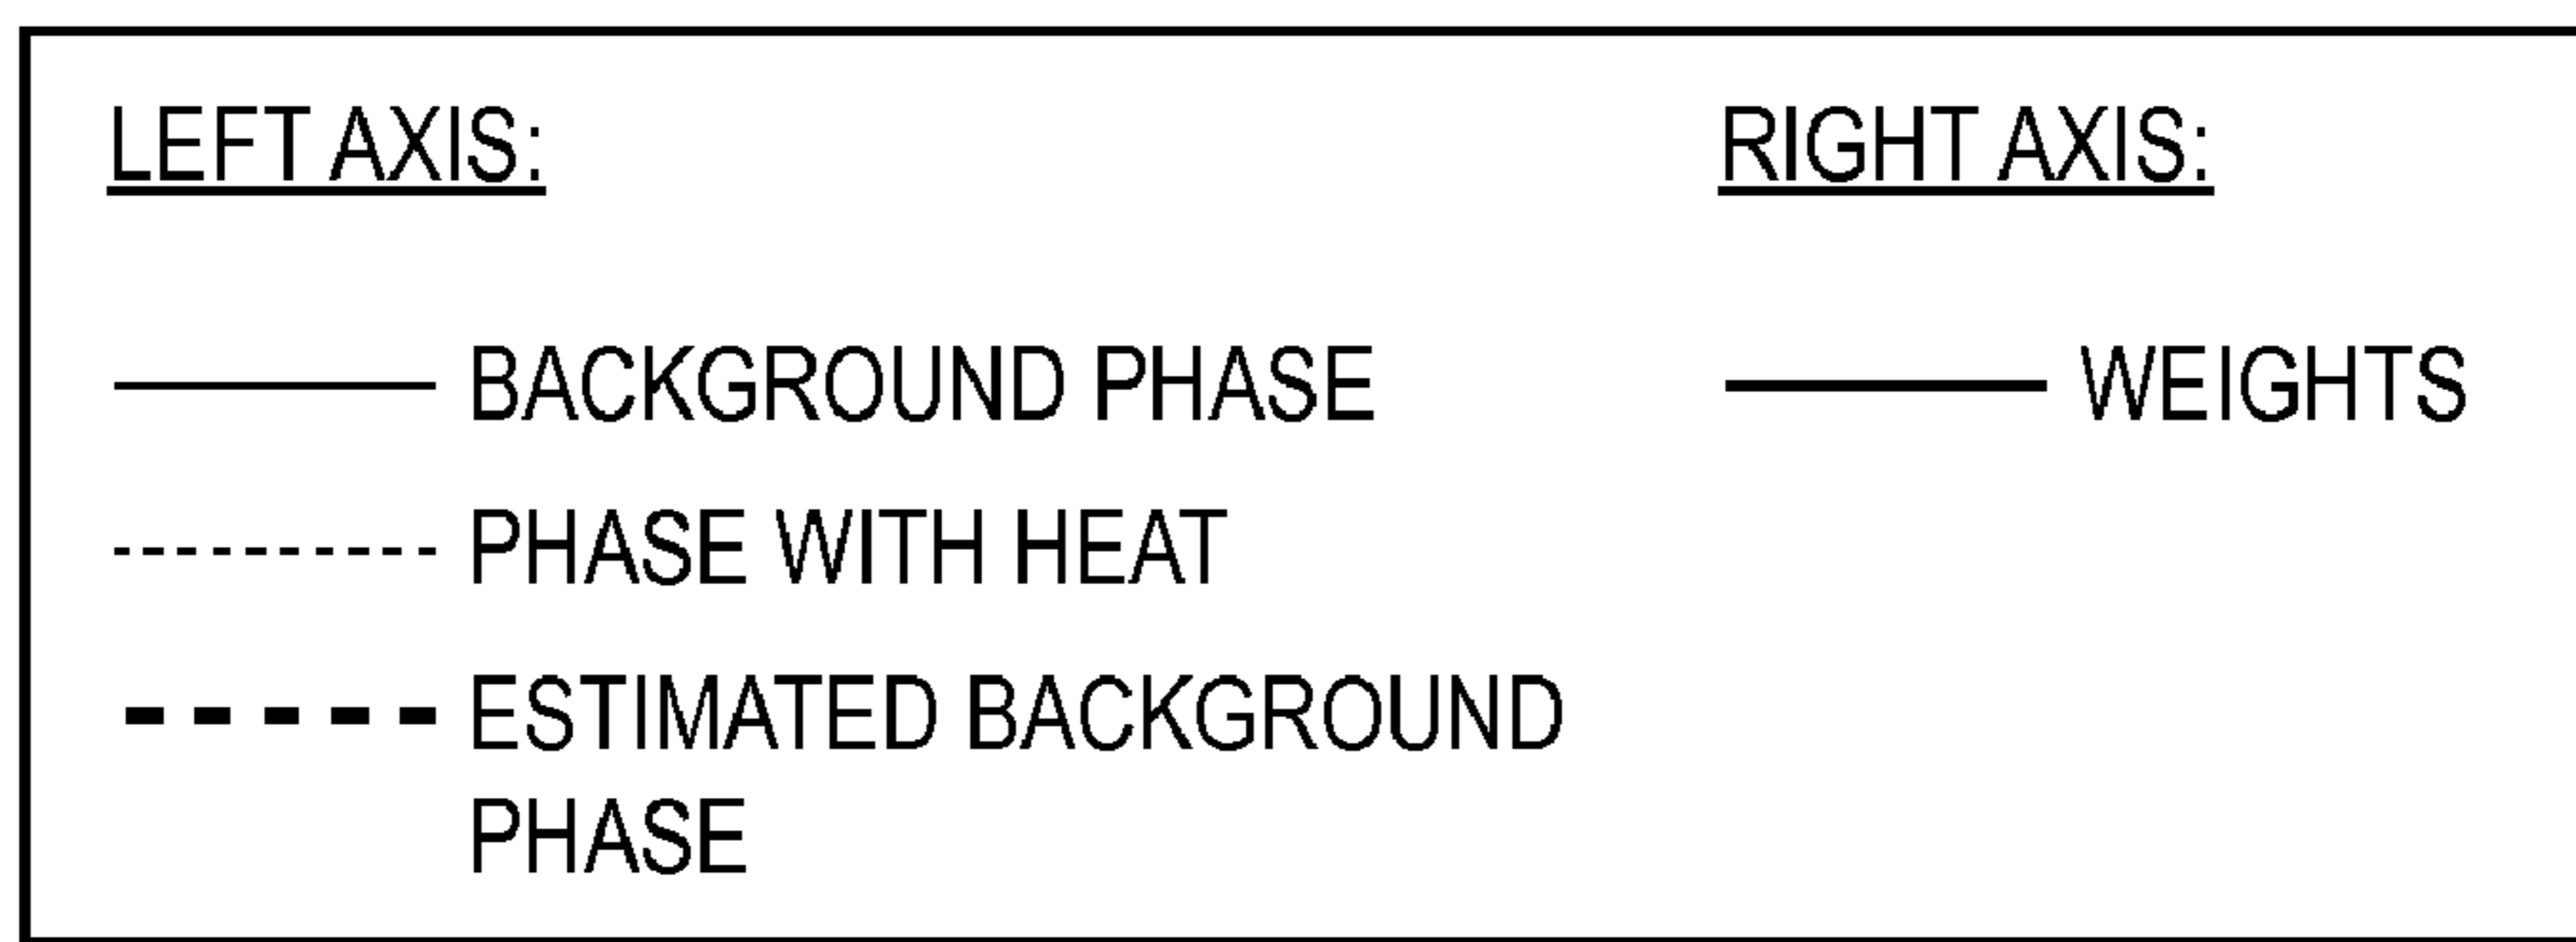 LEFT AXIS:
BACKGROUND PHASE
PHASE WITH HEAT
ESTIMATED BACKGROUND
PHASE
RIGHT AXIS:
WEIGHTS